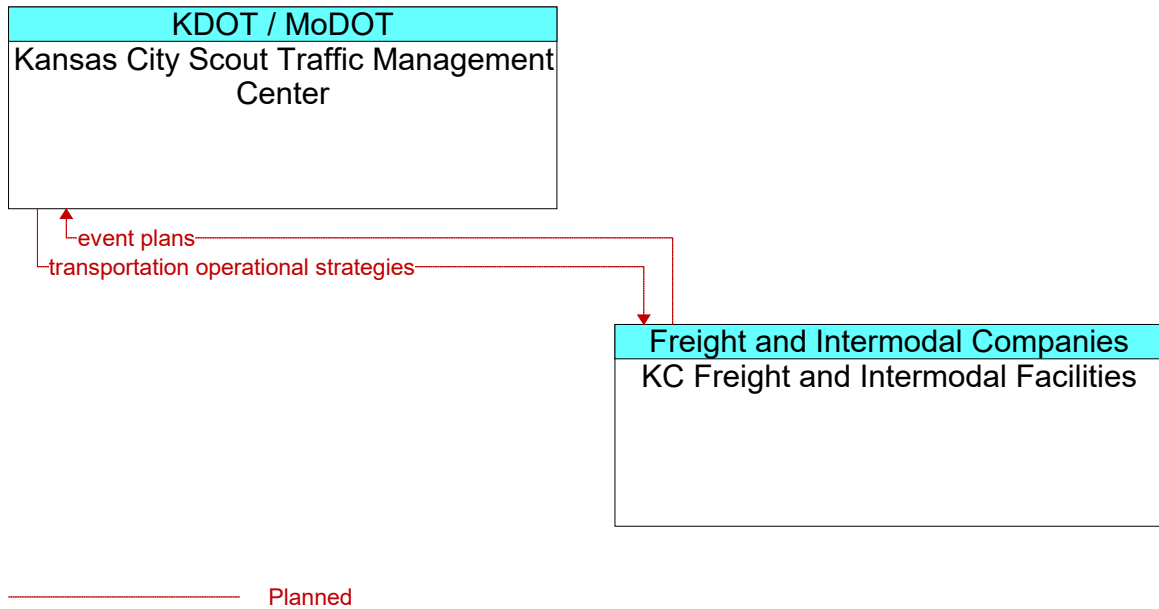 KDOT / MoDOT
Kansas City Scout Traffic Management
Center
event plans
transportation operational strategies
Freight and Intermodal Companies
KC Freight and Intermodal Facilities
Planned